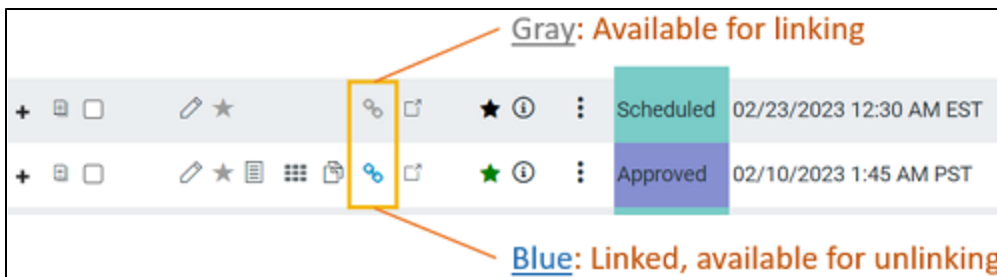 Gray: Available for linking
Scheduled 02/23/2023 12:30 AM EST
Approved 02/10/2023 1:45 AM PST
Blue: Linked, available for unlinking